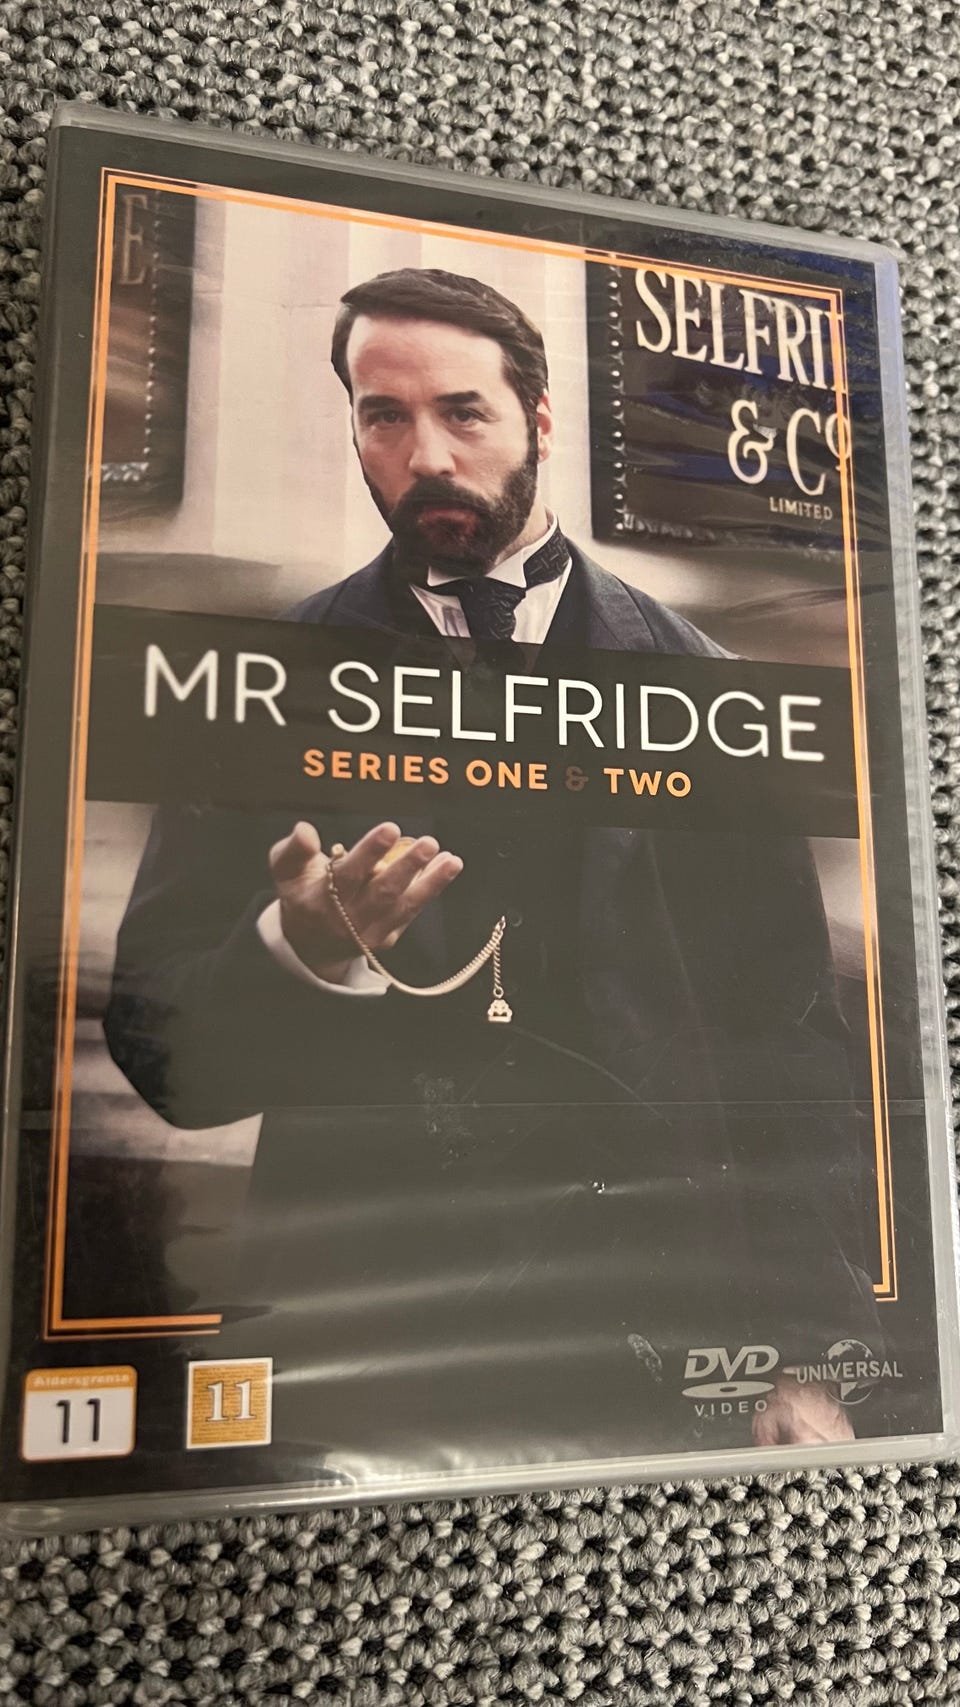 E
SELFRI
& Cº
LIMITED
MR SELFRIDGE
SERIES ONE & TWO
Aldersgrense
11
11
DVD
VIDEO
UNIVERSAL